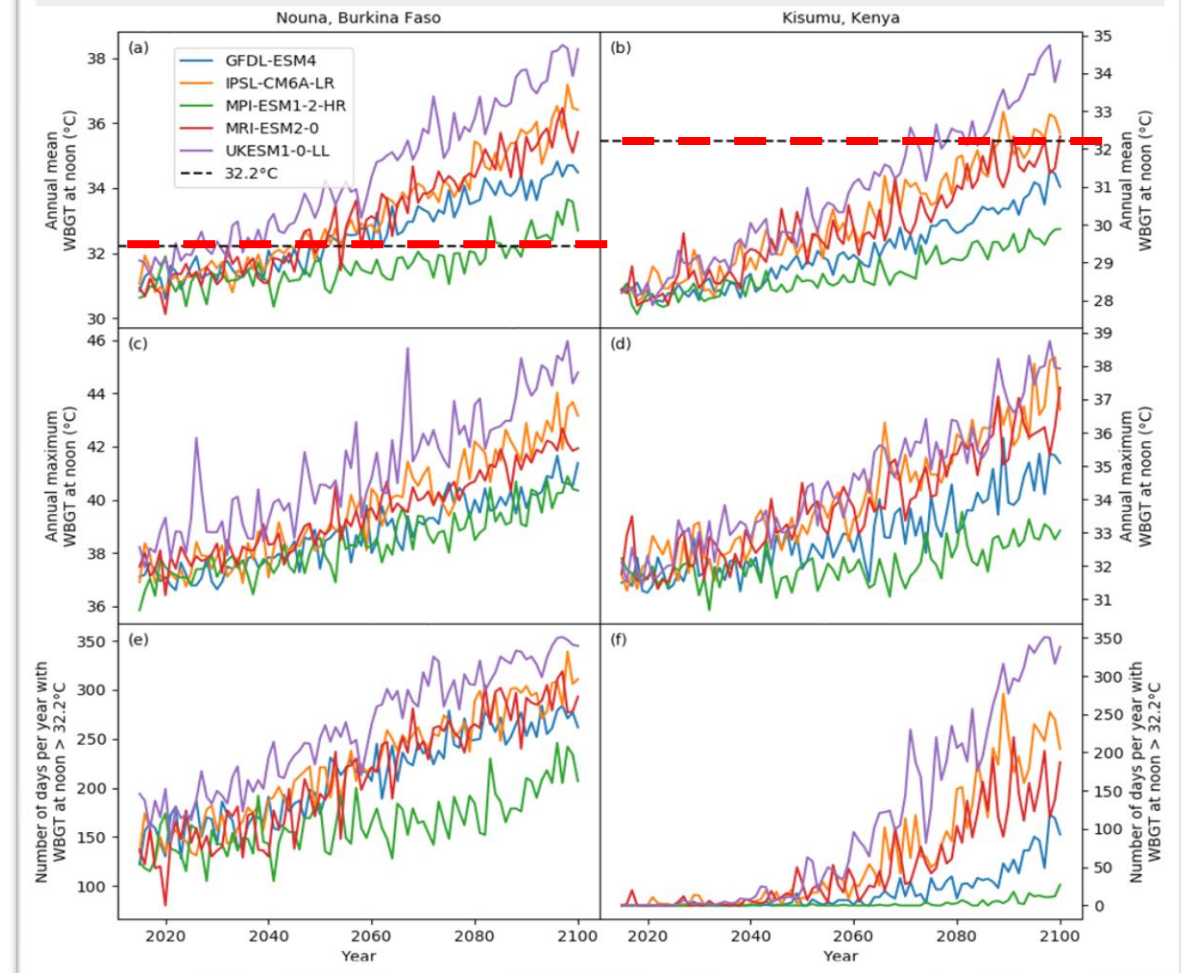 Nouna, Burkina Faso
Kisumu, Kenya
(a)
GFDL-ESM4
IPSL-CM6A-LR
MPI-ESM1-2-HR
MRI-ESM2-0
UKESM1-0-LL
32.2°C
38
36
34
32
30
Annual mean
WBGT at noon (°C)
(b)
35
34
33
32
31
30
29
28
Annual mean
WBGT at noon (°C)
(c)
46
44
42
40
38
36
Annual maximum
WBGT at noon (°C)
(d)
39
38
37
36
35
34
33
32
31
Annual maximum
WBGT at noon (°C)
(e)
350
300
250
200
150
100
Number of days per year with
WBGT at noon > 32.2°C
2020 2040 2060 2080 2100
Year
(f)
350
300
250
200
150
100
50
0
Number of days per year with
WBGT at noon > 32.2°C
2020 2040 2060 2080 2100
Year